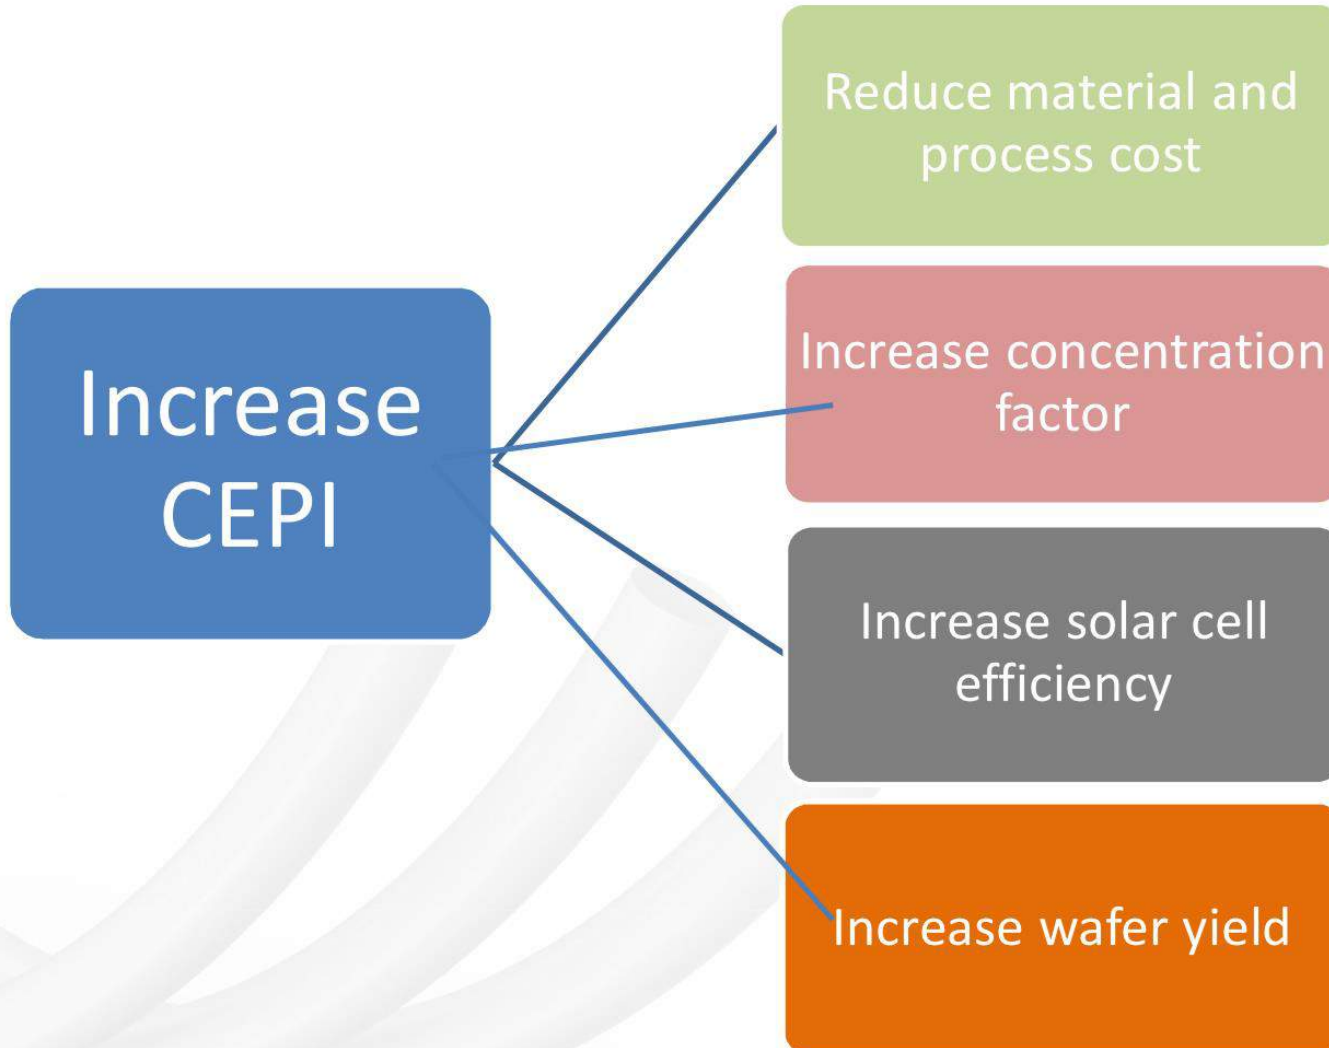 Increase
CEPI
Reduce material and
process cost
Increase concentration
factor
Increase solar cell
efficiency
Increase wafer yield